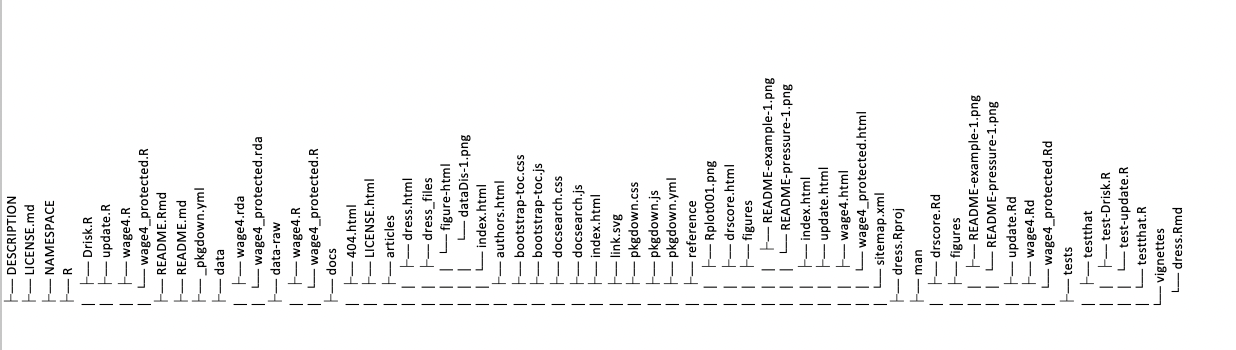 ├── DESCRIPTION
├── LICENSE.md
├── NAMESPACE
├── R
│   ├── Drisk.R
│   ├── update.R
│   ├── wage4.R
│   └── wage4_protected.R
├── README.Rmd
├── README.md
├── _pkgdown.yml
├── data
│   ├── wage4.rda
│   └── wage4_protected.rda
├── data-raw
│   ├── wage4.R
│   └── wage4_protected.R
├── docs
│   ├── 404.html
│   ├── LICENSE.html
│   ├── articles
│   │   ├── dress.html
│   │   ├── dress_files
│   │   │   └── figure-html
│   │   │       └── dataDis-1.png
│   │   └── index.html
│   ├── authors.html
│   ├── bootstrap-toc.css
│   ├── bootstrap-toc.js
│   ├── docsearch.css
│   ├── docsearch.js
│   ├── index.html
│   ├── link.svg
│   ├── pkgdown.css
│   ├── pkgdown.js
│   ├── pkgdown.yml
│   ├── reference
│   │   ├── Rplot001.png
│   │   ├── drscore.html
│   │   ├── figures
│   │   │   ├── README-example-1.png
│   │   │   └── README-pressure-1.png
│   │   ├── index.html
│   │   ├── update.html
│   │   ├── wage4.html
│   │   └── wage4_protected.html
│   └── sitemap.xml
├── dress.Rproj
├── man
│   ├── drscore.Rd
│   ├── figures
│   │   ├── README-example-1.png
│   │   └── README-pressure-1.png
│   ├── update.Rd
│   ├── wage4.Rd
│   └── wage4_protected.Rd
├── tests
│   ├── testthat
│   │   ├── test-Drisk.R
│   │   └── test-update.R
│   └── testthat.R
└── vignettes
    └── dress.Rmd